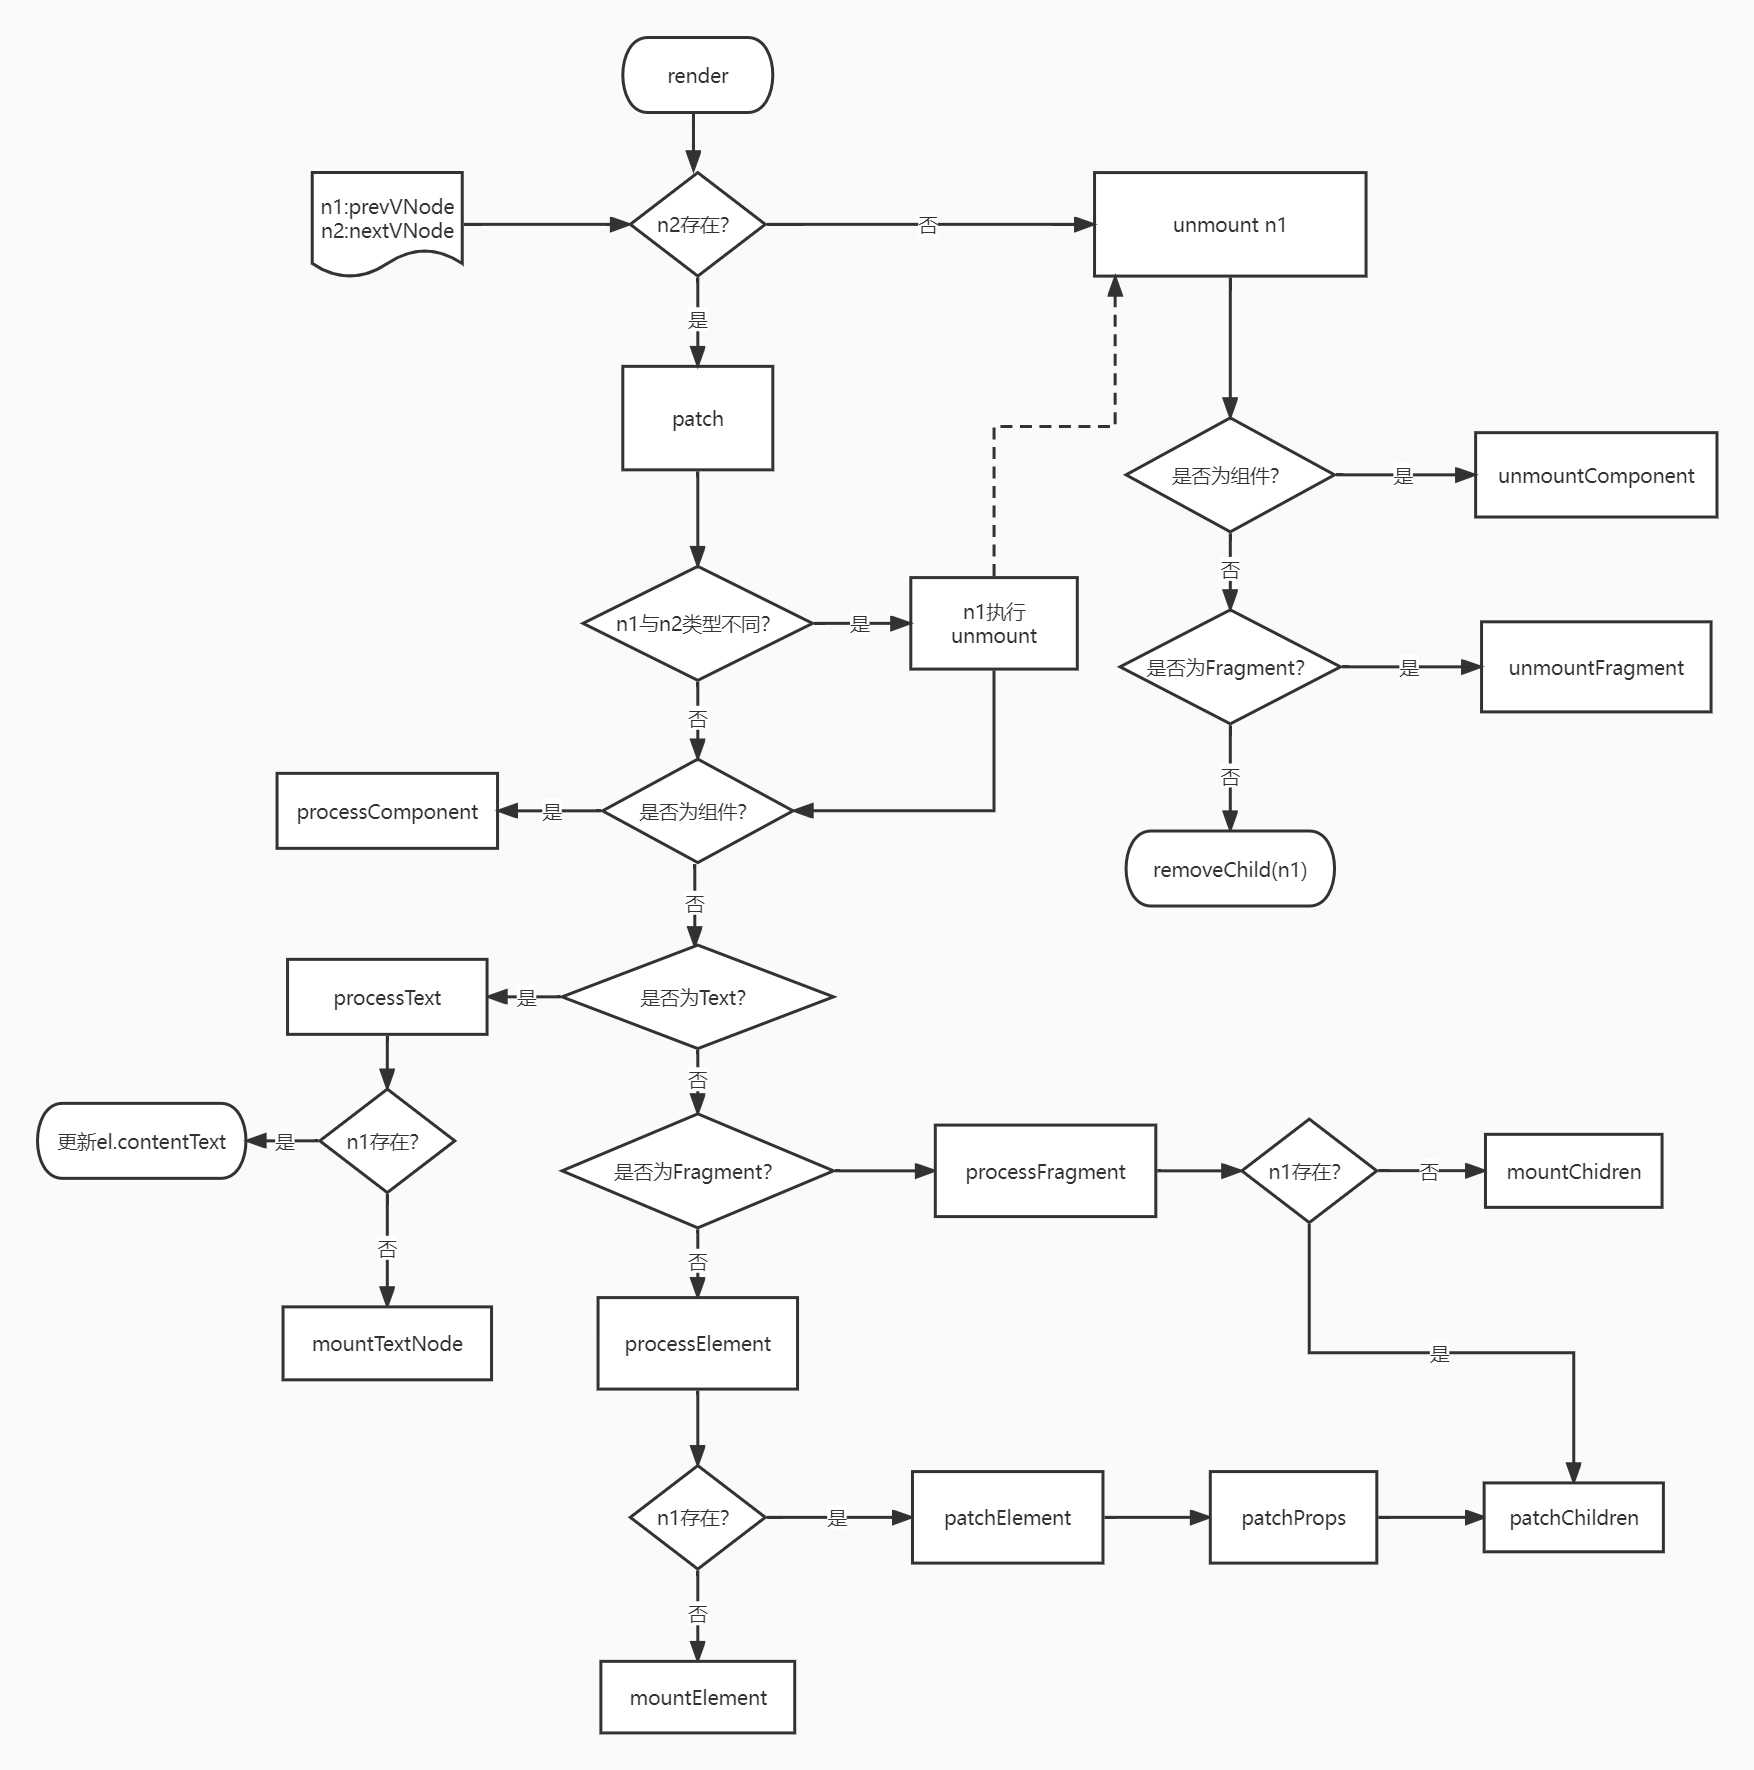 render
n1:prevVNode
n2:nextVNode
n2存在?
否
unmount n1
是
patch
是否为组件?
是
unmountComponent
否
n1与n2类型不同?
是
n1执行
unmount
是否为Fragment?
是
unmountFragment
否
否
processComponent
是
是否为组件?
removeChild(n1)
否
processText
是
是否为Text?
否
更新el.contentText
是
n1存在?
是否为Fragment?
processFragment
n1存在?
否
mountChidren
否
否
mountTextNode
processElement
是
n1存在?
是
patchElement
patchProps
patchChildren
否
mountElement